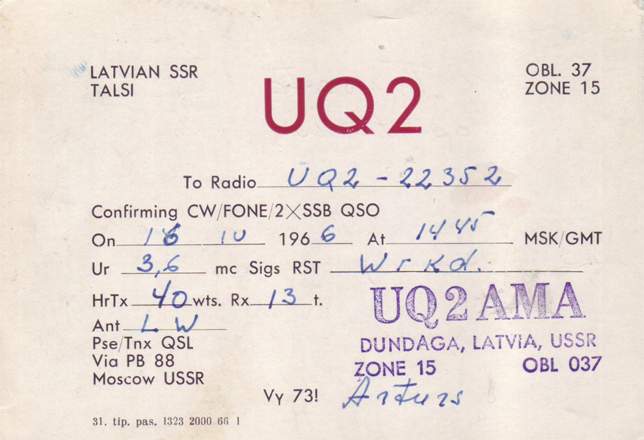 LATVIAN SSR
TALSI
UQ2
OBL. 37
ZONE 15
To Radio UQ2-22352
Confirming CW/FONE/2×SSB QSO
On 16 IV 1966 At 1445 MSK/GMT
Ur 3,6 mc Sigs RST Wrkd.
HrTx 40 wts. Rx 13 t.
Ant LW
Pse/Tnx QSL
Via PB 88
Moscow USSR
UQ2AMA
DUNDAGA, LATVIA, USSR
ZONE 15 OBL 037
Vy 73! Arturs
31. tip. pas. 1323 2000 66 1